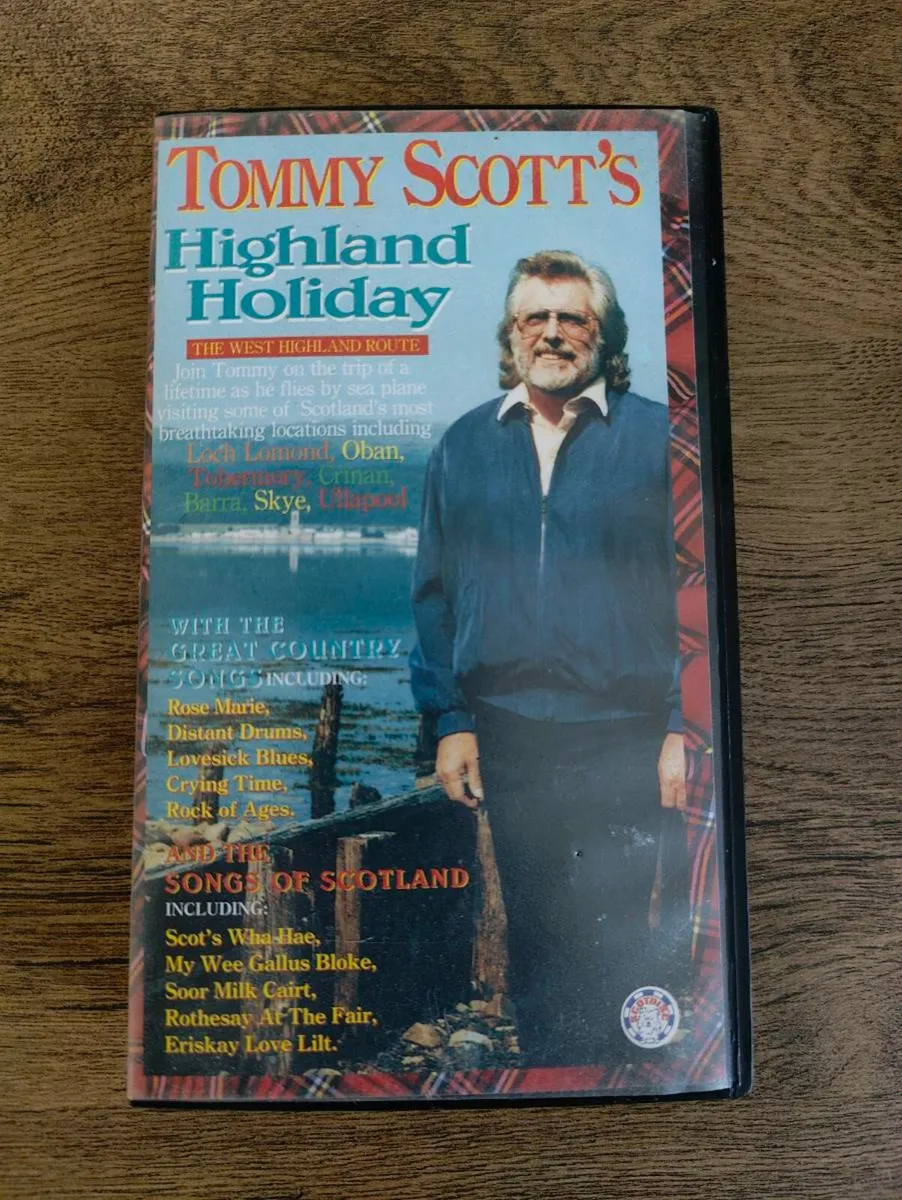 TOMMY SCOTT'S
Highland
Holiday
THE WEST HIGHLAND ROUTE
Join Tommy on the trip of a
lifetime as he flies by sea plane
visiting some of Scotland's most
breathtaking locations including
Loch Lomond, Oban,
Tobermory, Crinan,
Barra, Skye, Ullapool
WITH THE
GREAT COUNTRY
SONGS INCLUDING:
Rose Marie,
Distant Drums,
Lovesick Blues,
Crying Time,
Rock of Ages.
AND THE
SONGS OF SCOTLAND
INCLUDING:
Scot's Wha Hae,
My Wee Gallus Bloke,
Soor Milk Cairt,
Rothesay At The Fair,
Eriskay Love Lilt.
SCOTDISC